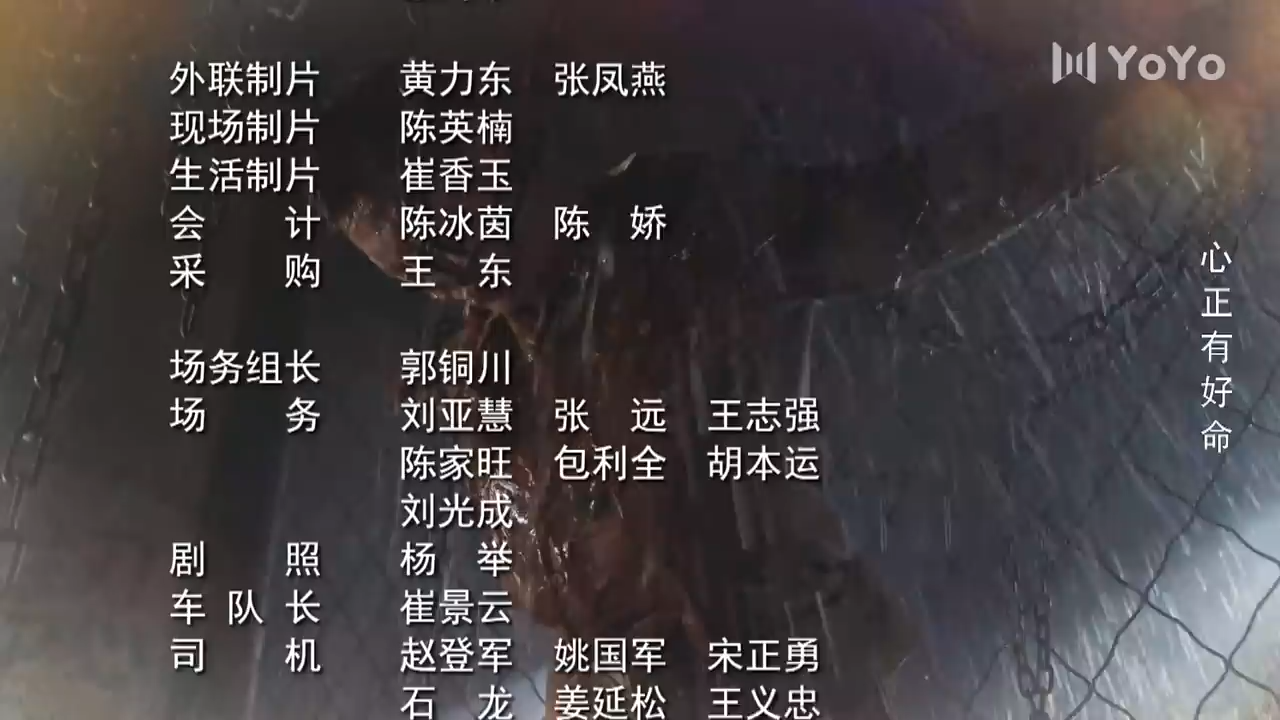 外联制片 黄力东 张凤燕
现场制片 陈英楠
生活制片 崔香玉
会 计 陈冰茵 陈 娇
采 购 王 东
场务组长 郭铜川
场 务 刘亚慧 张 远 王志强
陈家旺 包利全 胡本运
刘光成
剧 照 杨 举
车 队 长 崔景云
司 机 赵登军 姚国军 宋正勇
石 龙 姜延松 王义忠
YoYo
心正有好命